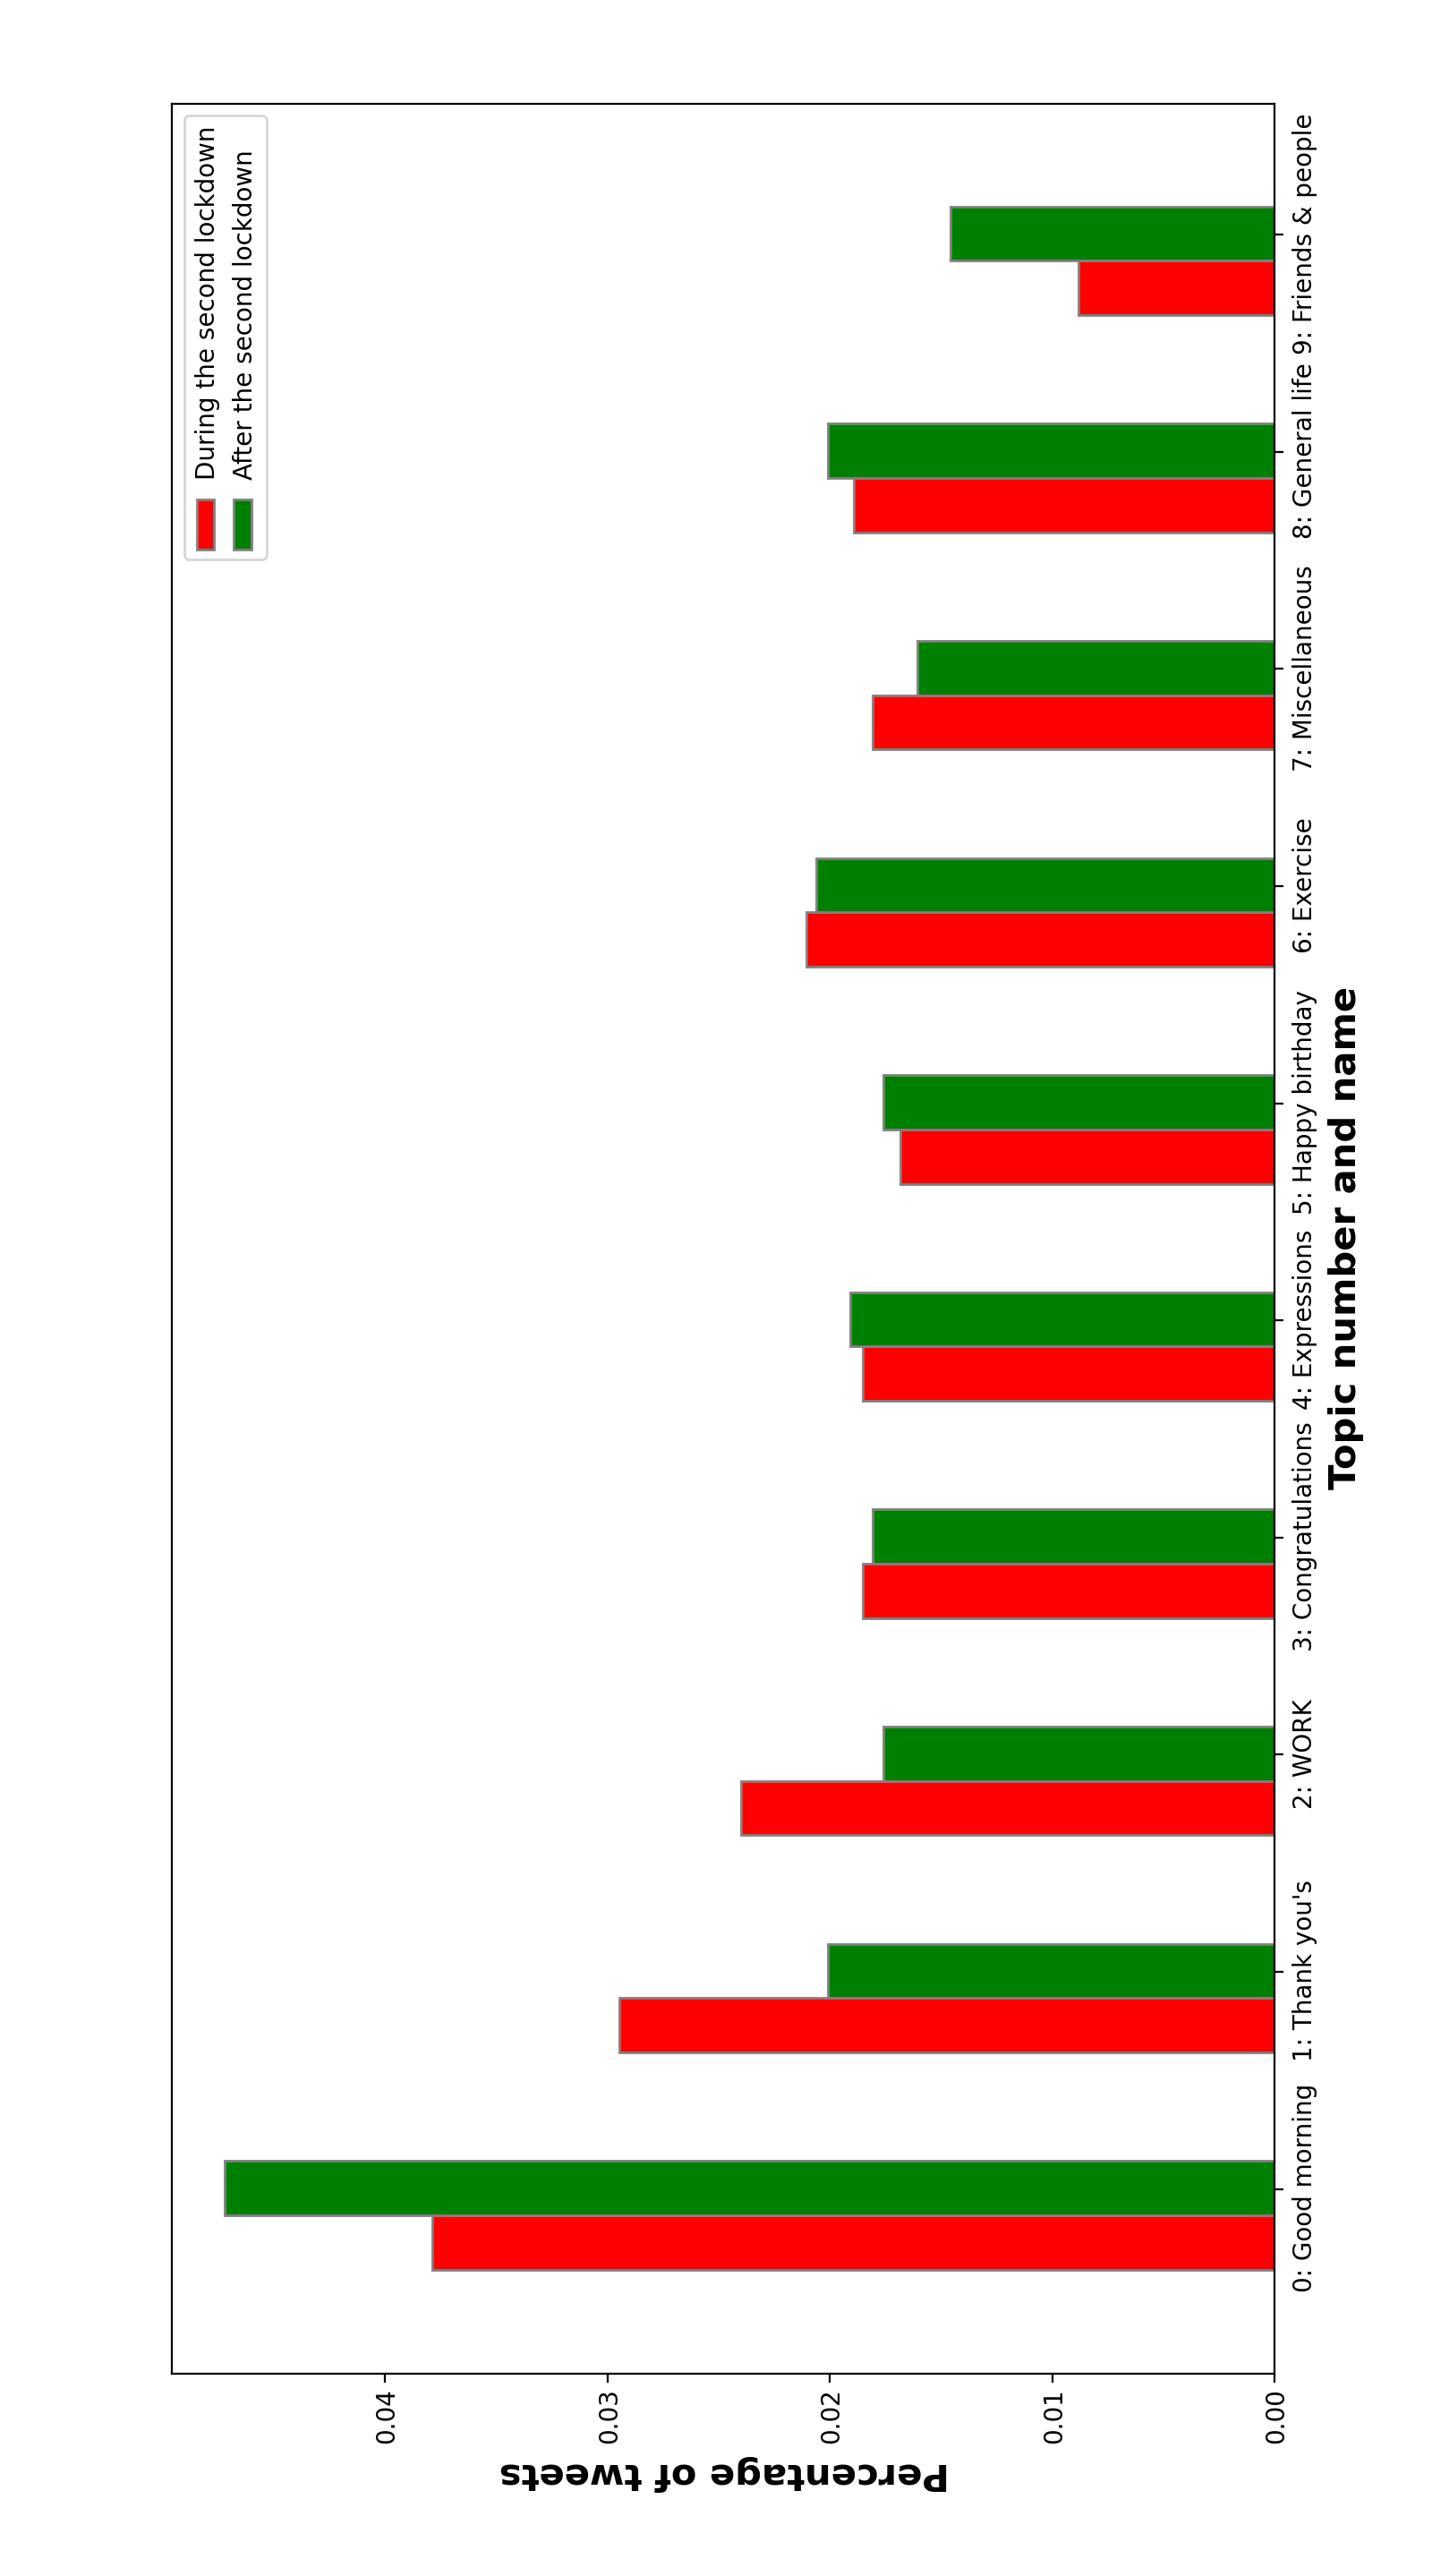 During the second lockdown
After the second lockdown
Percentage of tweets
0.04
0.03
0.02
0.01
0.00
0: Good morning
1: Thank you's
2: WORK
3: Congratulations
4: Expressions
5: Happy birthday
6: Exercise
7: Miscellaneous
8: General life
9: Friends & people
Topic number and name